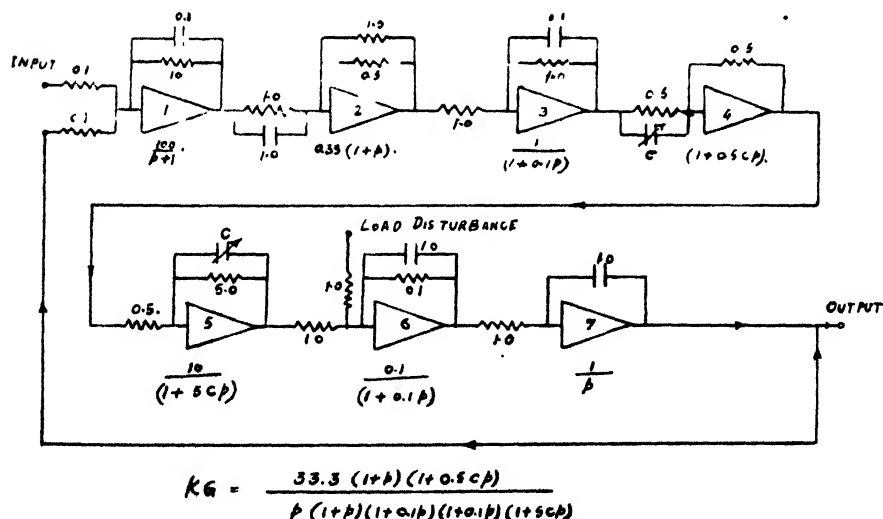 0.1
1.0
0.1
0.5
INPUT
0.1
10
0.5
1.0
1.0
0.5
0.1
1
2
3
4
1.0
1.0
C
100
p+1
0.33 (1+p).
1
(1+0.1p)
(1+0.5Cp).
LOAD DISTURBANCE
C
1.0
1.0
5.0
1.0
0.1
0.5.
5
6
7
OUTPUT
1.0
1.0
10
(1+5Cp)
0.1
(1+0.1p)
1
p
KG =
33.3 (1+p)(1+0.5Cp)
p (1+p)(1+0.1p)(1+0.1p)(1+5Cp)